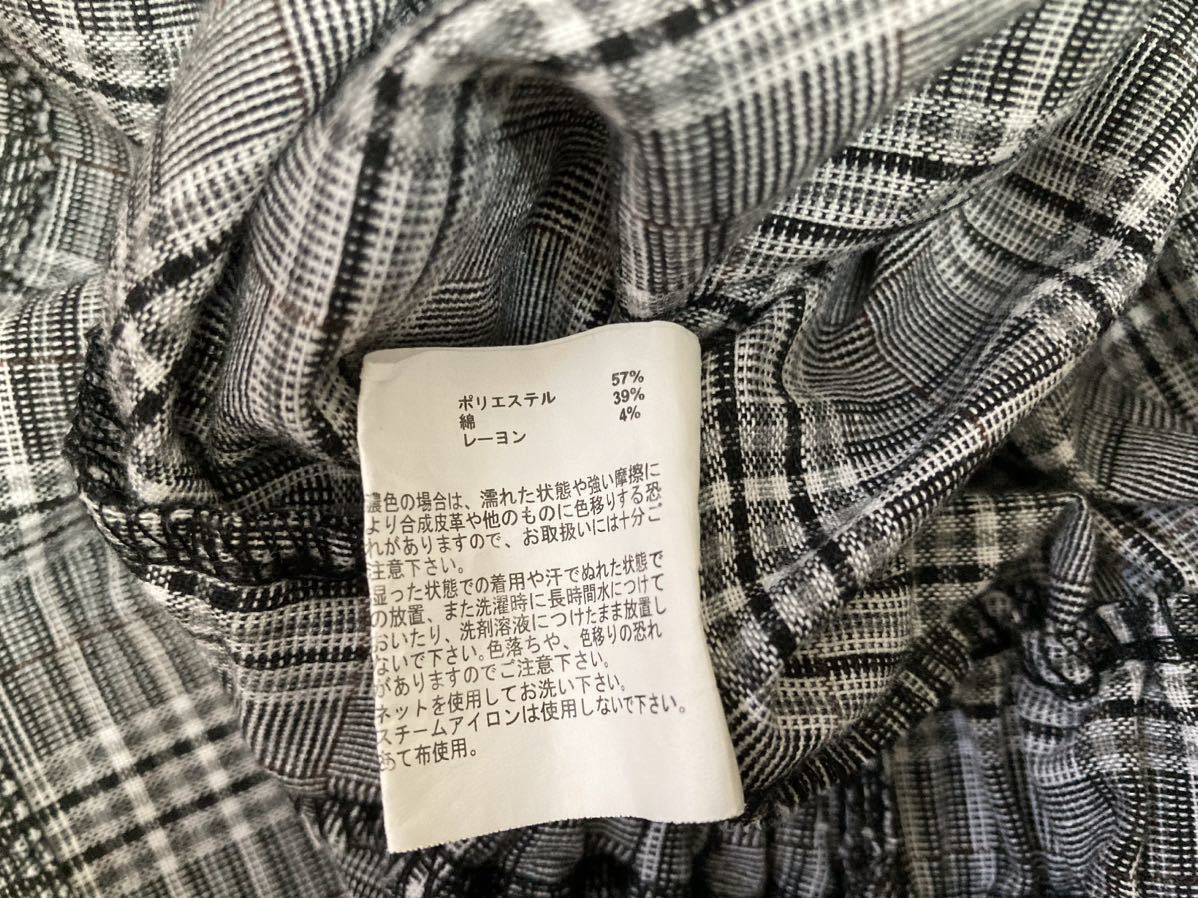 ポリエステル 57%
綿 39%
レーヨン 4%
濃色の場合は、濡れた状態や強い摩擦に
より合成皮革や他のものに色移りする恐
れがありますので、お取扱いには十分ご
注意下さい。
湿った状態での着用や汗でぬれた状態で
の放置、また洗濯時に長時間水につけて
おいたり、洗剤溶液につけたまま放置し
ないで下さい。色落ちや、色移りの恐れ
がありますのでご注意下さい。
ネットを使用してお洗い下さい。
スチームアイロンは使用しないで下さい。
あて布使用。